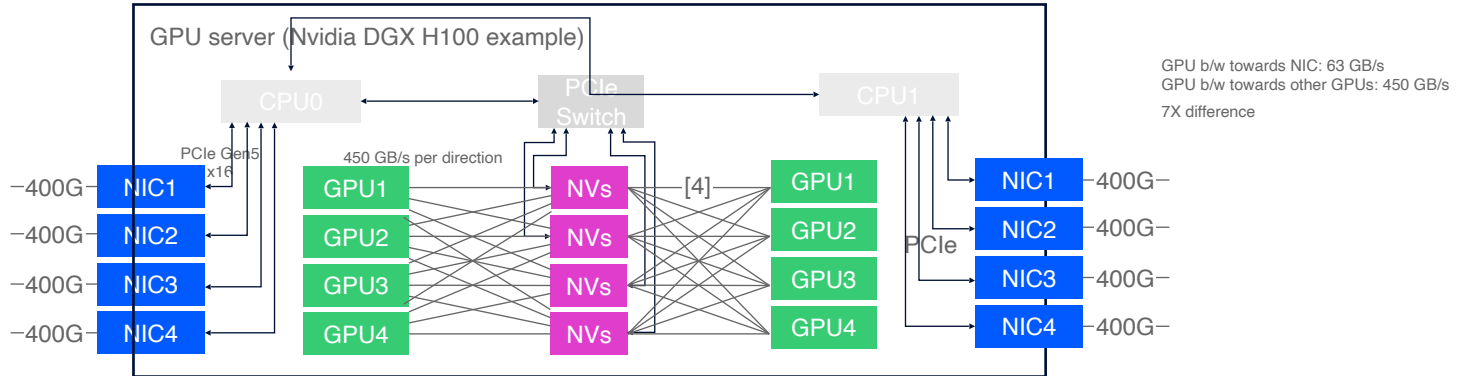 GPU server (Nvidia DGX H100 example)
GPU b/w towards NIC: 63 GB/s
GPU b/w towards other GPUs: 450 GB/s
7X difference
CPU0
PCIe
Switch
CPU1
PCIe Gen5
x16
450 GB/s per direction
400G
NIC1
GPU1
NVs
[4]
GPU1
NIC1
400G
400G
NIC2
GPU2
NVs
GPU2
PCIe
NIC2
400G
400G
NIC3
GPU3
NVs
GPU3
NIC3
400G
400G
NIC4
GPU4
NVs
GPU4
NIC4
400G